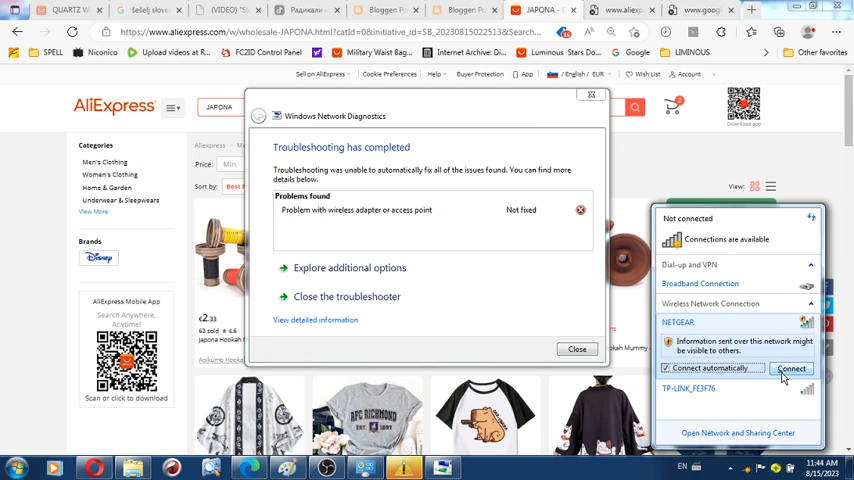 QUARTZ W
šešelj slove
(VIDEO) "S
Радикали
Blogger: Po
Blogger: Po
JAPONA -
www.aliexp
www.goog
https://www.aliexpress.com/w/wholesale-JAPONA.html?catId=0&initiative_id=SB_20230815022513&Search...
16
SPELL
Niconico
Upload videos at r...
FC2ID Control Panel
Military Waist Bag...
Internet Archive: Di...
Luminous Stars Do...
Google
LIMINOUS
Other favorites
Sell on AliExpress
Cookie Preferences
Help
Buyer Protection
App
/ English / EUR
Wish List
Account
AliExpress
JAPONA
2
Download app
Windows Network Diagnostics
Troubleshooting has completed
Troubleshooting was unable to automatically fix all of the issues found. You can find more
details below.
Problems found
Problem with wireless adapter or access point
Not fixed
Explore additional options
Close the troubleshooter
View detailed information
Close
Categories
Men's Clothing
Women's Clothing
Home & Garden
Underwear & Sleepwears
View More
Brands
Disney
AliExpress Mobile App
Search Anywhere,
Anytime!
Scan or click to download
AliExpress
Price:
Min.
Sort by:
View:
€2.33
63 sold
4.6
Japona Hookah
Hookah Mummy
AFC RICHMOND
Not connected
Connections are available
Dial-up and VPN
Broadband Connection
Wireless Network Connection
NETGEAR
Information sent over this network might
be visible to others.
Connect automatically
Connect
TP-LINK_FE3F76
Open Network and Sharing Center
EN
11:44 AM
8/15/2023